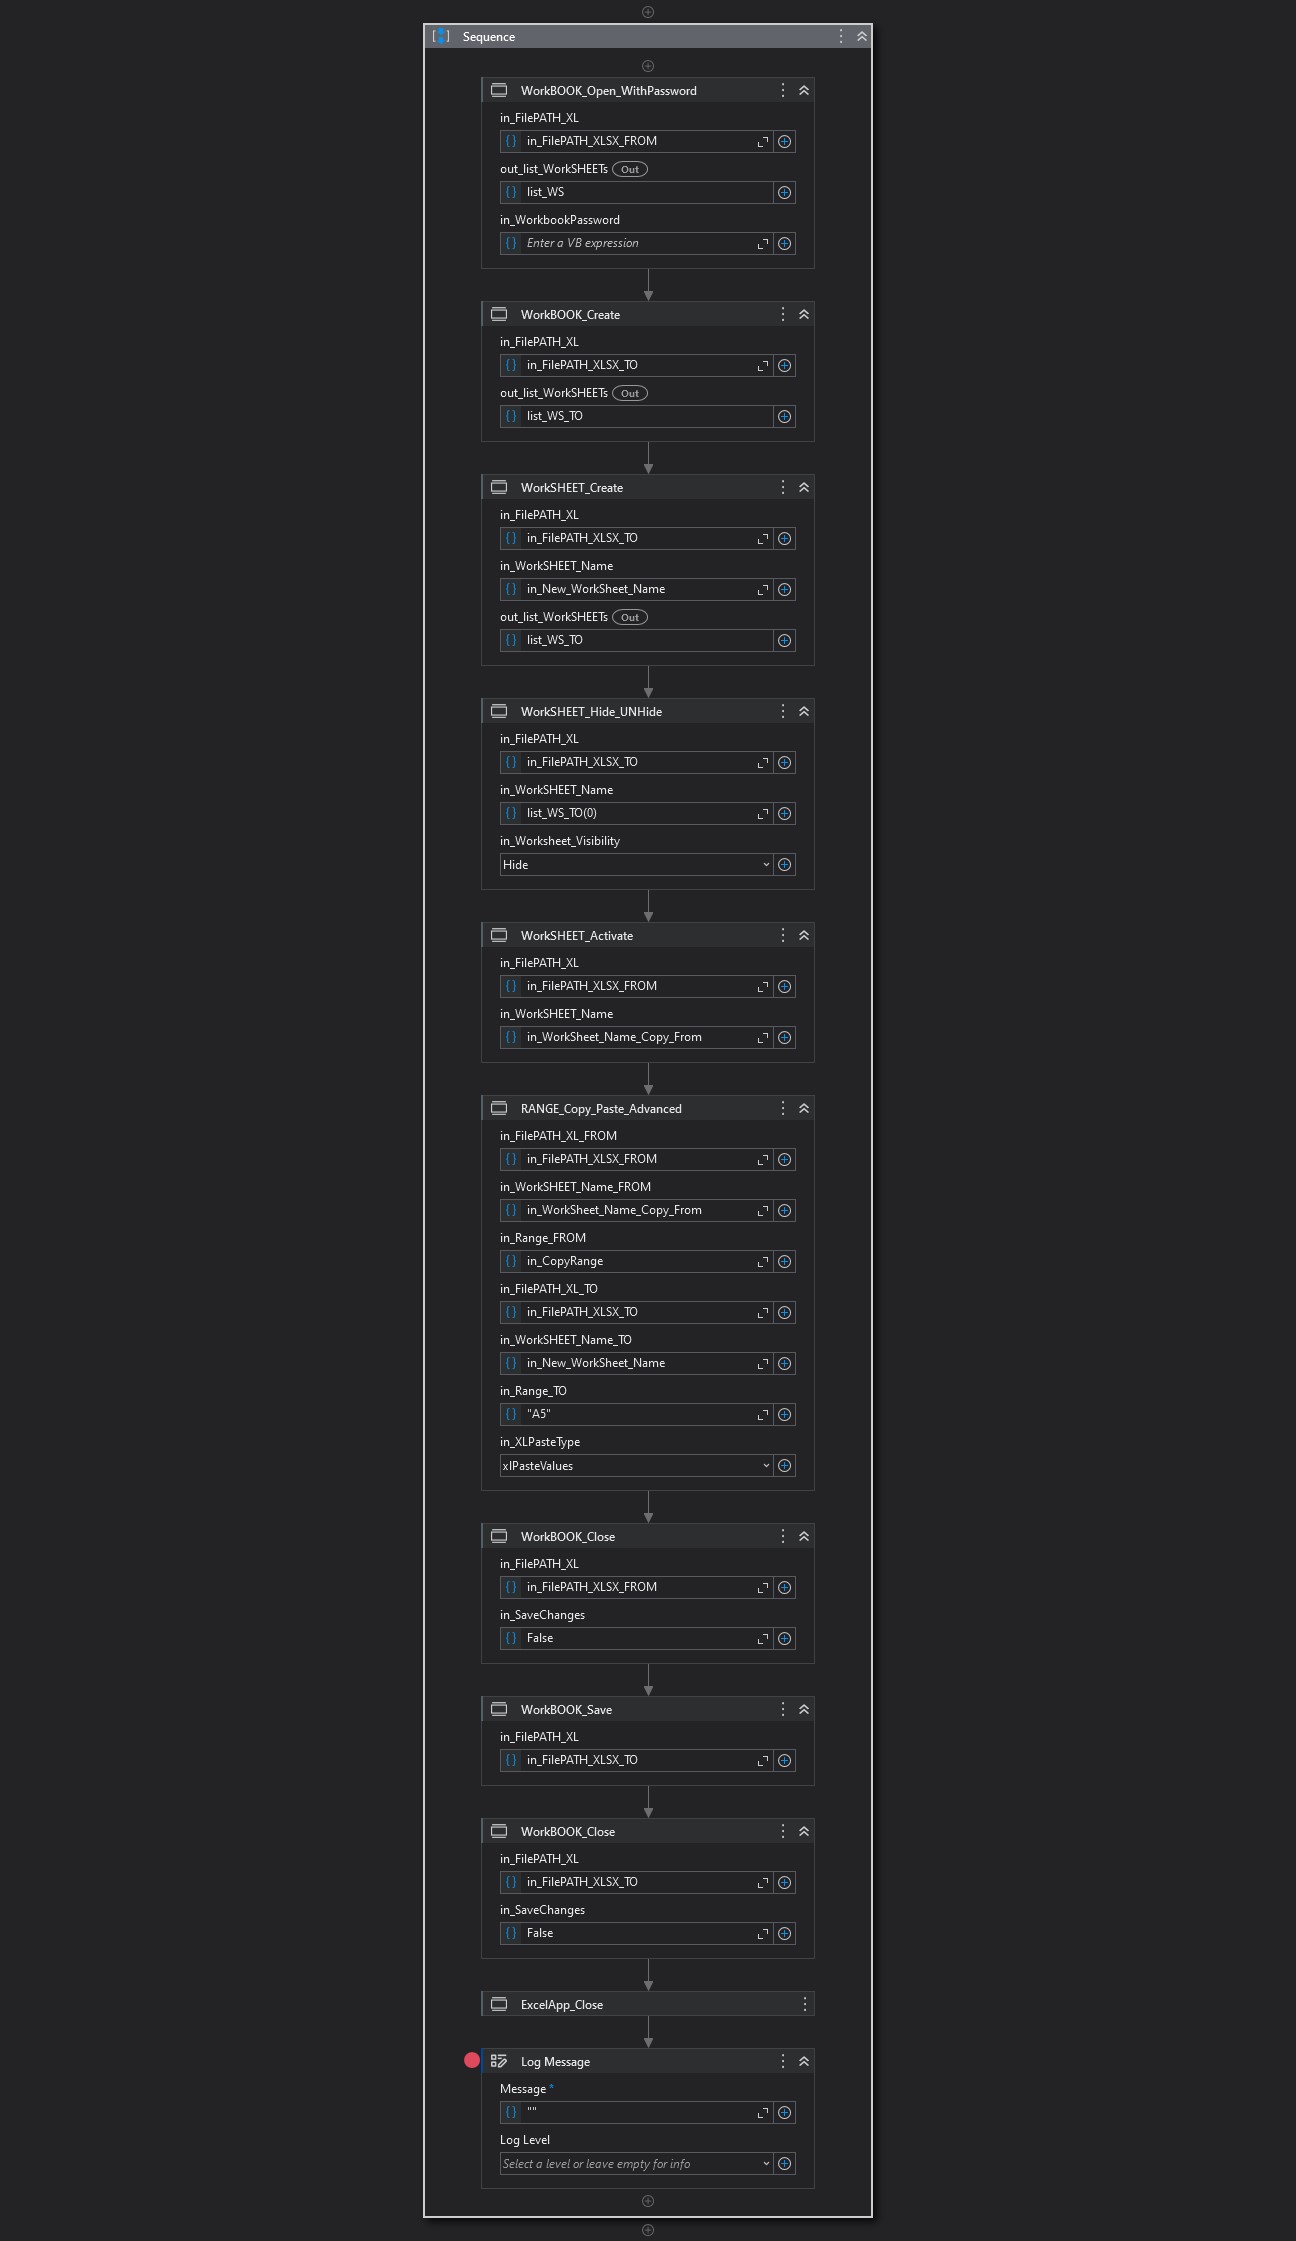 Sequence
WorkBOOK_Open_WithPassword
in_FilePATH_XL
in_FilePATH_XLSX_FROM
out_list_WorkSHEETs Out
list_WS
in_WorkbookPassword
Enter a VB expression
WorkBOOK_Create
in_FilePATH_XL
in_FilePATH_XLSX_TO
out_list_WorkSHEETs Out
list_WS_TO
WorkSHEET_Create
in_FilePATH_XL
in_FilePATH_XLSX_TO
in_WorkSHEET_Name
in_New_WorkSheet_Name
out_list_WorkSHEETs Out
list_WS_TO
WorkSHEET_Hide_UNHide
in_FilePATH_XL
in_FilePATH_XLSX_TO
in_WorkSHEET_Name
list_WS_TO(0)
in_Worksheet_Visibility
Hide
WorkSHEET_Activate
in_FilePATH_XL
in_FilePATH_XLSX_FROM
in_WorkSHEET_Name
in_WorkSheet_Name_Copy_From
RANGE_Copy_Paste_Advanced
in_FilePATH_XL_FROM
in_FilePATH_XLSX_FROM
in_WorkSHEET_Name_FROM
in_WorkSheet_Name_Copy_From
in_Range_FROM
in_CopyRange
in_FilePATH_XL_TO
in_FilePATH_XLSX_TO
in_WorkSHEET_Name_TO
in_New_WorkSheet_Name
in_Range_TO
"A5"
in_XLPasteType
xlPasteValues
WorkBOOK_Close
in_FilePATH_XL
in_FilePATH_XLSX_FROM
in_SaveChanges
False
WorkBOOK_Save
in_FilePATH_XL
in_FilePATH_XLSX_TO
WorkBOOK_Close
in_FilePATH_XL
in_FilePATH_XLSX_TO
in_SaveChanges
False
ExcelApp_Close
Log Message
Message *
""
Log Level
Select a level or leave empty for info